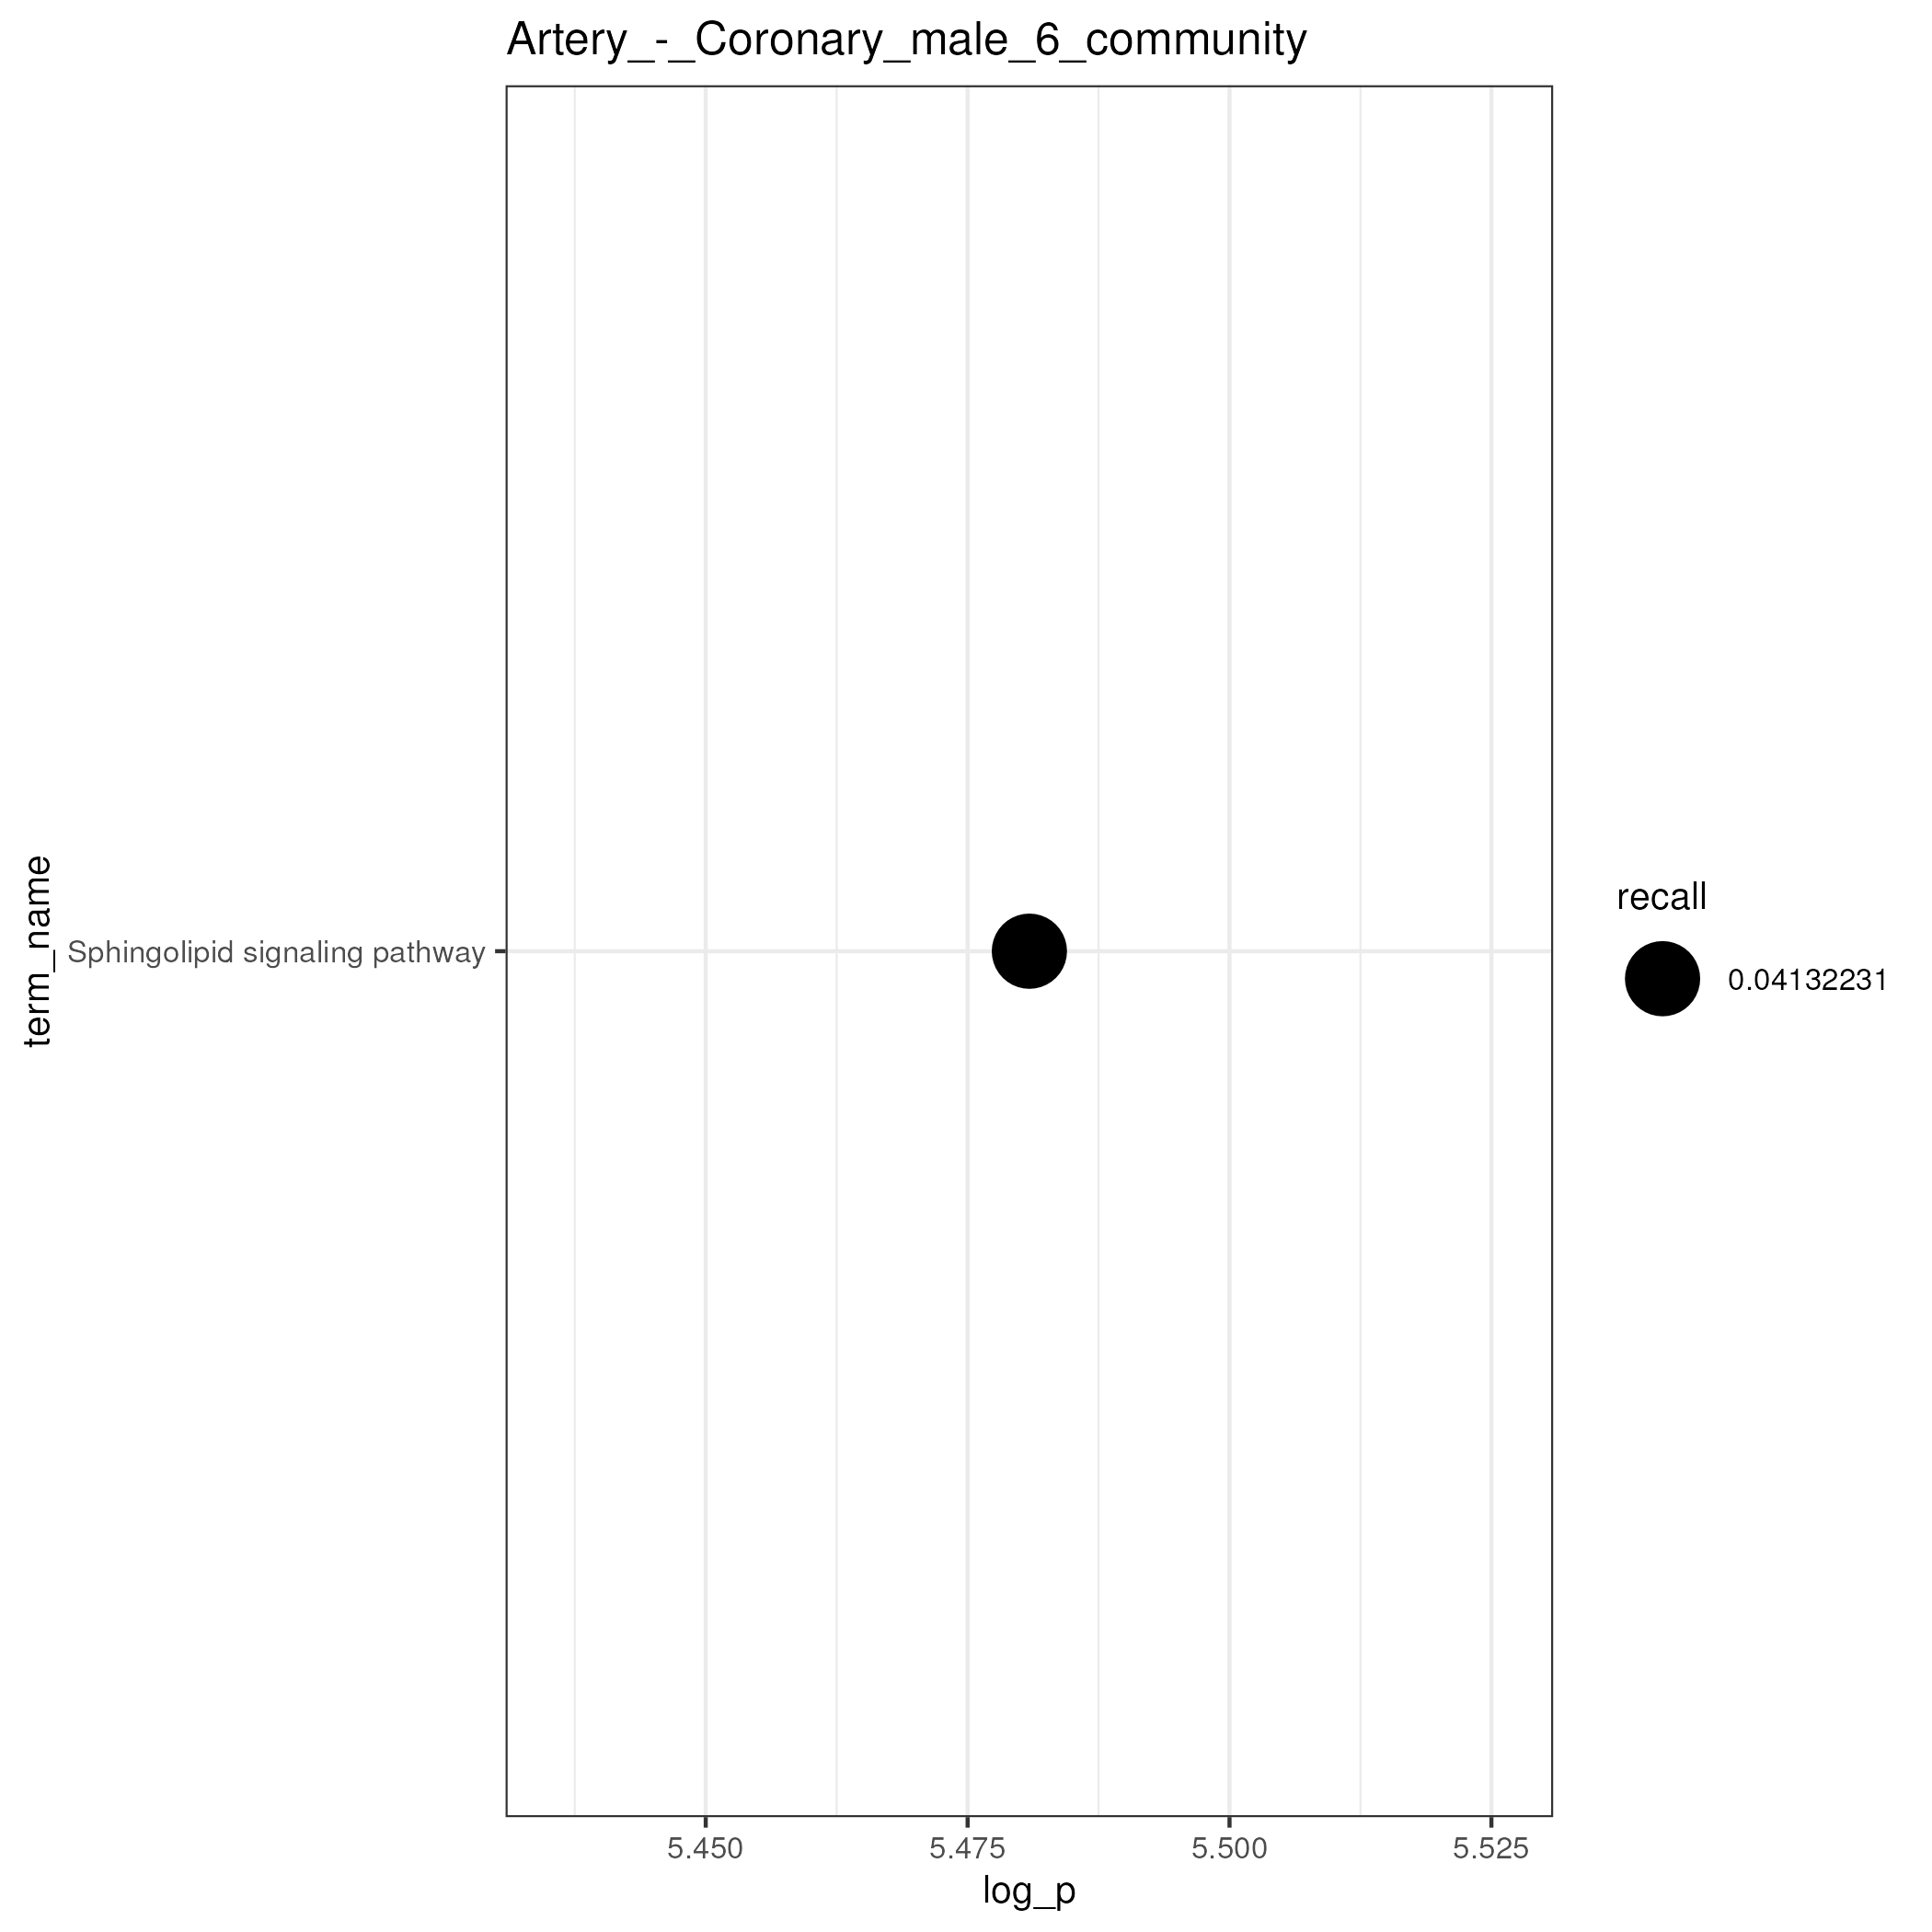 Artery_-_Coronary_male_6_community
term_name
Sphingolipid signaling pathway
recall
0.04132231
5.450 5.475 5.500 5.525
log_p